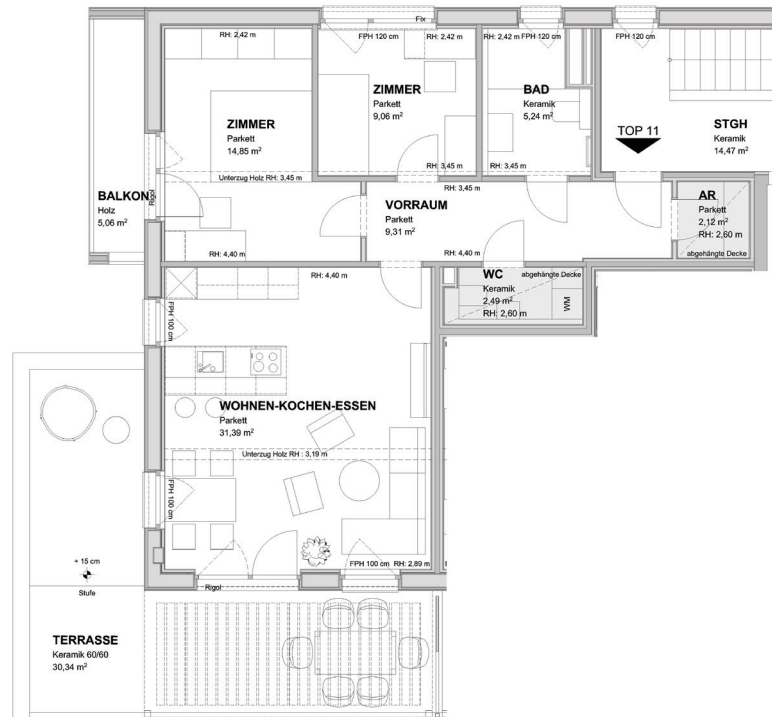 Fix
FPH 120 cm
RH: 2,42 m
RH: 2,42 m
RH: 2,42 m
FPH 120 cm
FPH 120 cm
ZIMMER
Parkett
9,06 m²
BAD
Keramik
5,24 m²
ZIMMER
Parkett
14,85 m²
TOP 11
STGH
Keramik
14,47 m²
RH: 3,45 m
RH: 3,45 m
Unterzug Holz RH: 3,45 m
RH: 3,45 m
BALKON
Holz
5,06 m²
Rigol
VORRAUM
Parkett
9,31 m²
AR
Parkett
2,12 m²
RH: 2,60 m
abgehängte Decke
RH: 4,40 m
RH: 4,40 m
RH: 4,40 m
WC
Keramik
2,49 m²
RH: 2,60 m
abgehängte Decke
WM
FPH 100 cm
WOHNEN-KOCHEN-ESSEN
Parkett
31,39 m²
Unterzug Holz RH : 3,19 m
FPH 100 cm
+ 15 cm
Stufe
FPH 100 cm
RH: 2,89 m
Rigol
TERRASSE
Keramik 60/60
30,34 m²